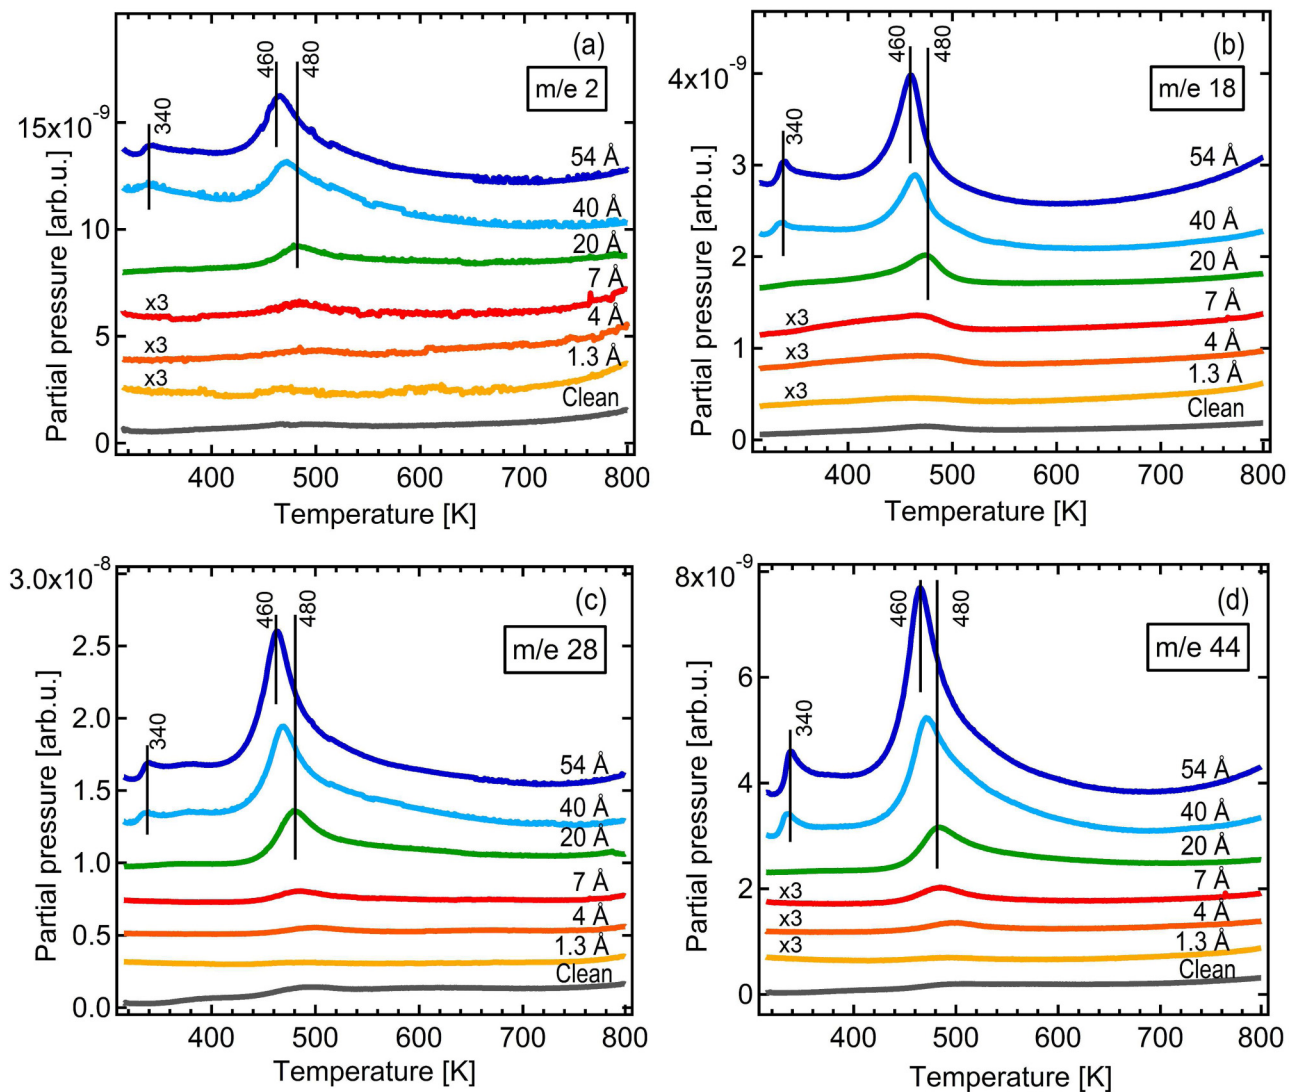 (a)
460
480
m/e 2
340
15x10-9
54 Å
40 Å
10
20 Å
7 Å
x3
4 Å
5
x3
1.3 Å
x3
Clean
0
Partial pressure [arb.u.]
400 500 600 700 800
Temperature [K]
(b)
460
480
m/e 18
4x10-9
340
54 Å
3
40 Å
20 Å
2
7 Å
x3
4 Å
1
x3
1.3 Å
x3
Clean
0
Partial pressure [arb.u.]
400 500 600 700 800
Temperature [K]
3.0x10-8
(c)
460
480
m/e 28
2.5
2.0
340
54 Å
1.5
40 Å
20 Å
1.0
7 Å
4 Å
0.5
1.3 Å
Clean
0.0
Partial pressure [arb.u.]
400 500 600 700 800
Temperature [K]
8x10-9
(d)
460
480
m/e 44
6
340
54 Å
4
40 Å
20 Å
7 Å
2
x3
4 Å
x3
1.3 Å
x3
Clean
0
Partial pressure [arb.u.]
400 500 600 700 800
Temperature [K]